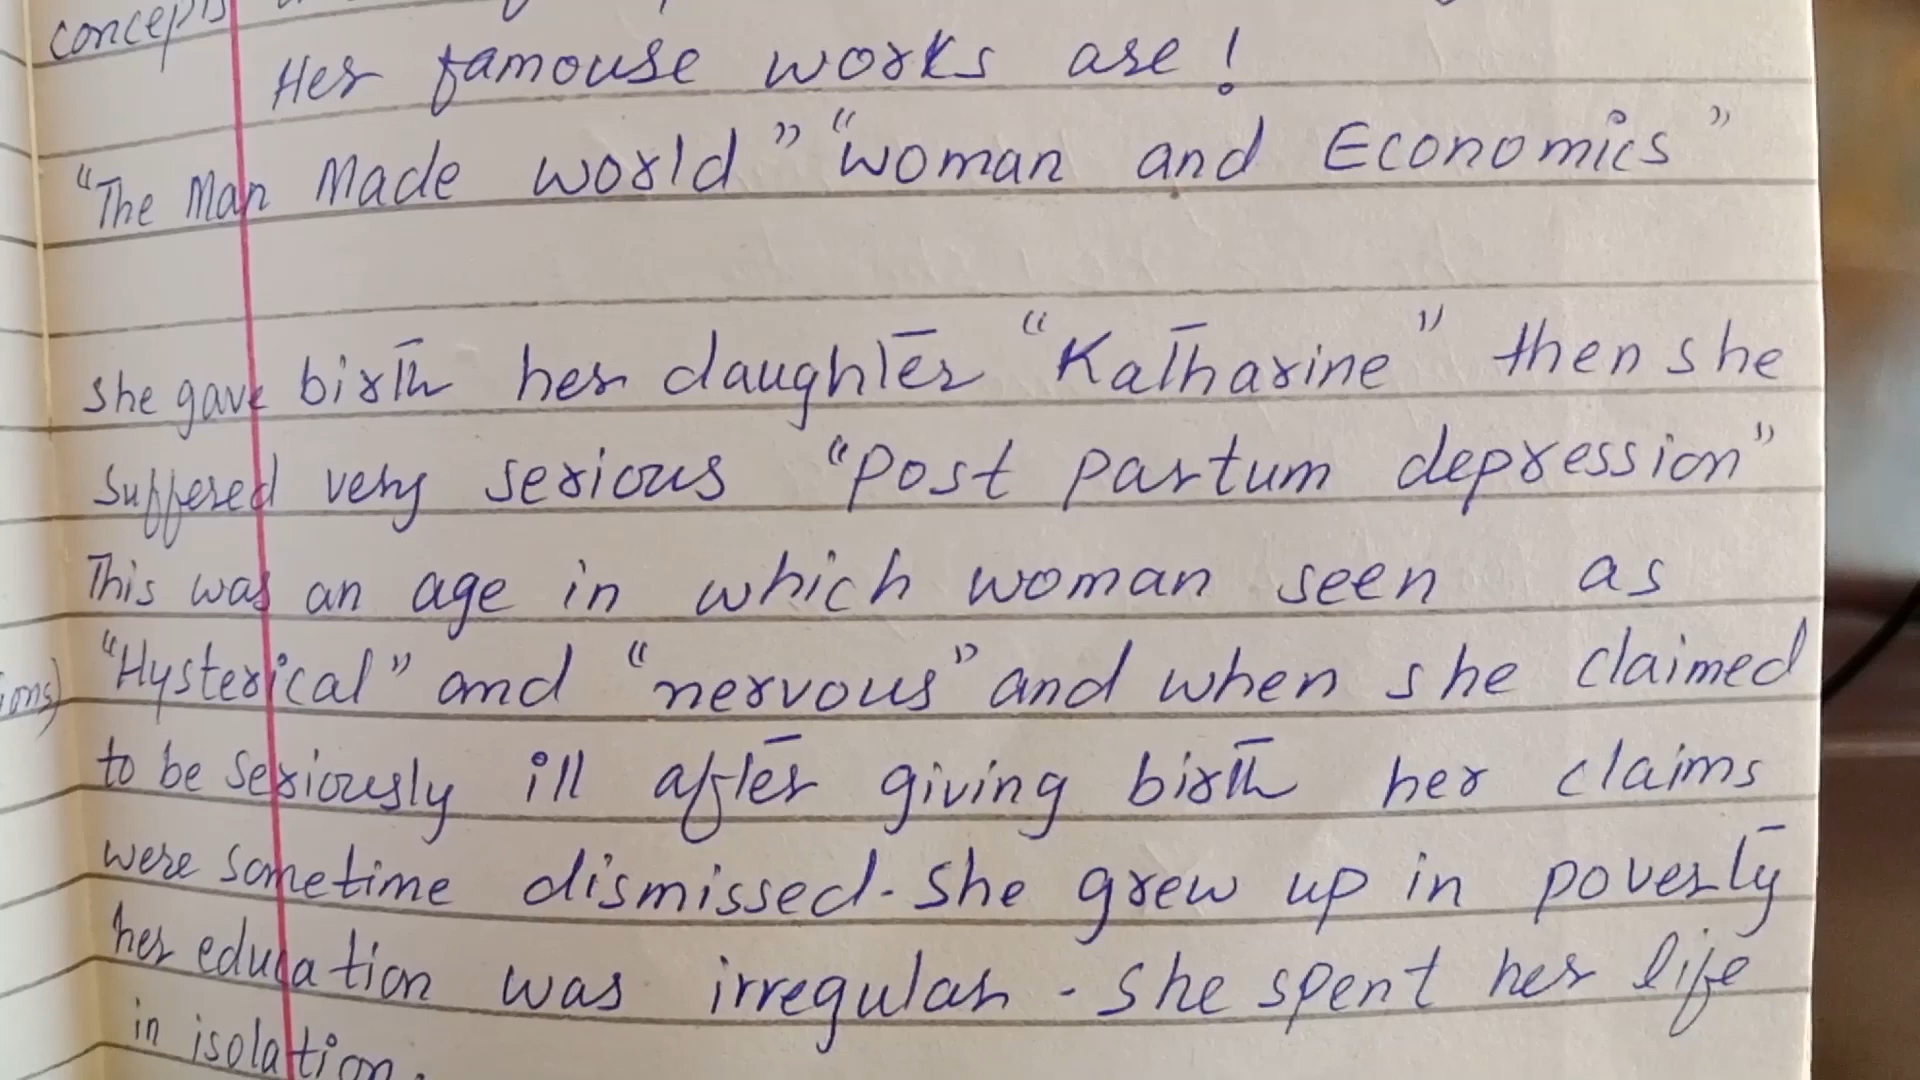 concepts
Her famouse works are!
"The Man Made world" "woman and Economics"
she gave birth her daughter "Katharine" then she
suffered very serious "Post partum depression"
This was an age in which woman seen as
"Hysterical" and "nervous" and when she claimed
to be seriously ill after giving birth her claims
were sometime dismissed. She grew up in poverty
her education was irregular. She spent her life
in isolation.